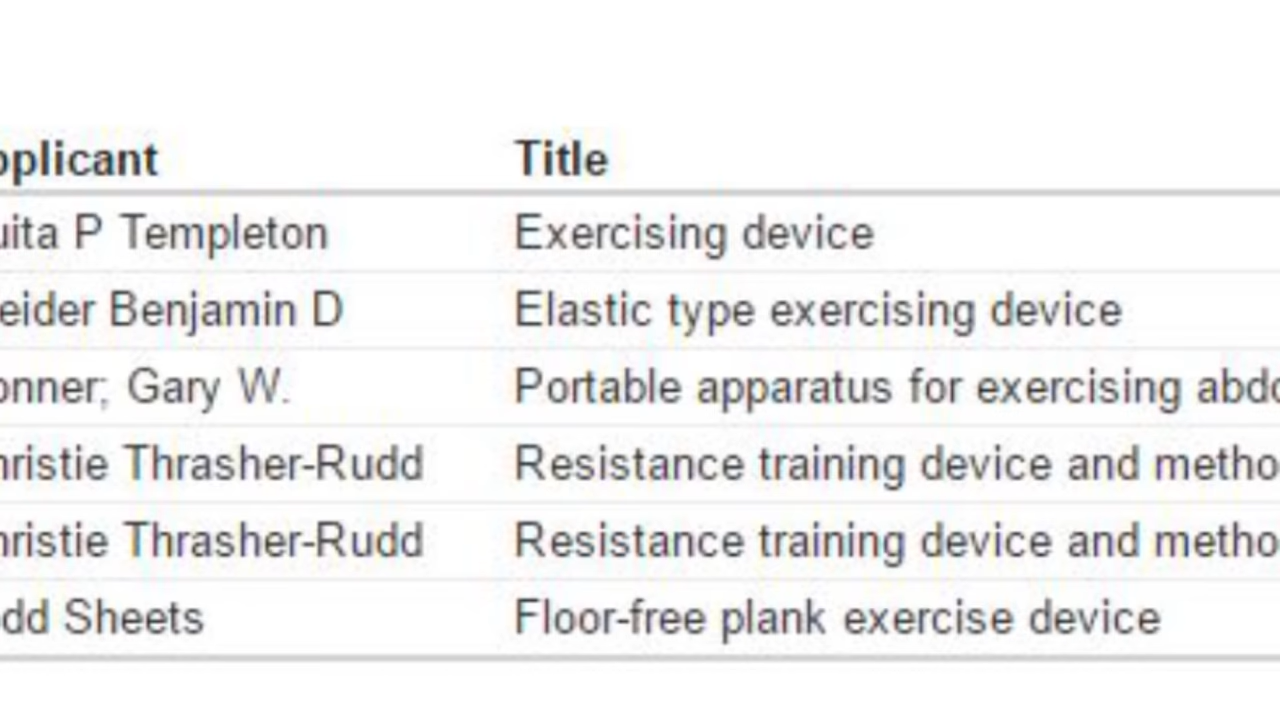 pplicant Title
uita P Templeton Exercising device
eider Benjamin D Elastic type exercising device
onner; Gary W. Portable apparatus for exercising abdo
hristie Thrasher-Rudd Resistance training device and metho
hristie Thrasher-Rudd Resistance training device and metho
dd Sheets Floor-free plank exercise device